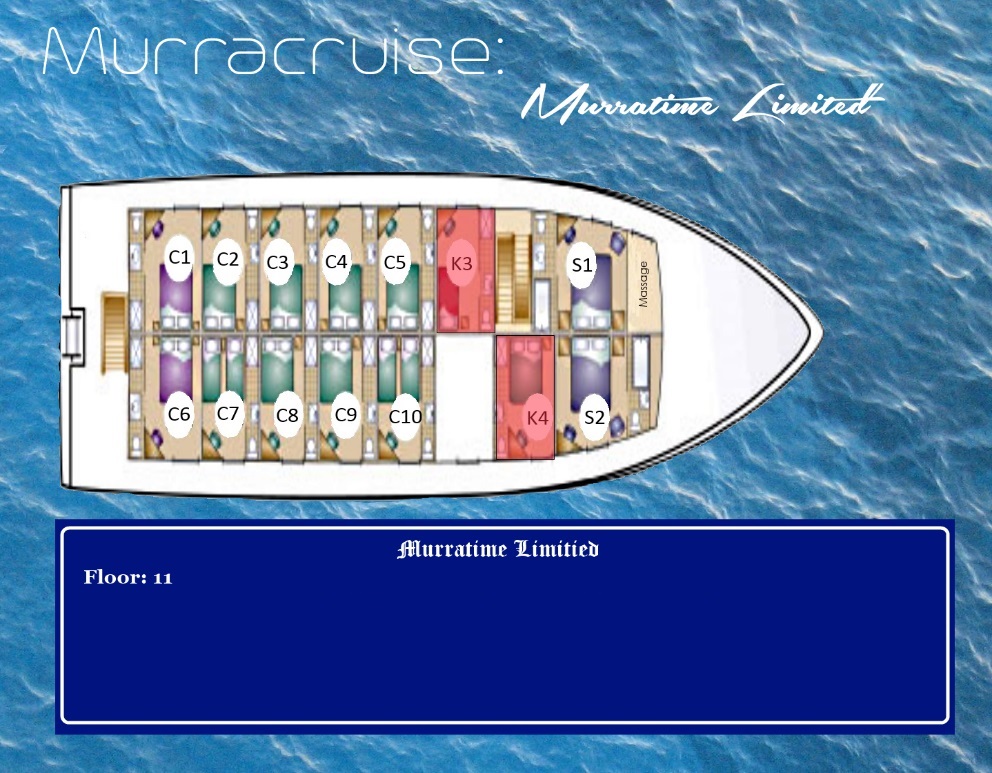 Murracruise:
Murratime Limited
C1 C2 C3 C4 C5 K3 S1 Massage
C6 C7 C8 C9 C10 K4 S2
Murratime Limitied
Floor: 11